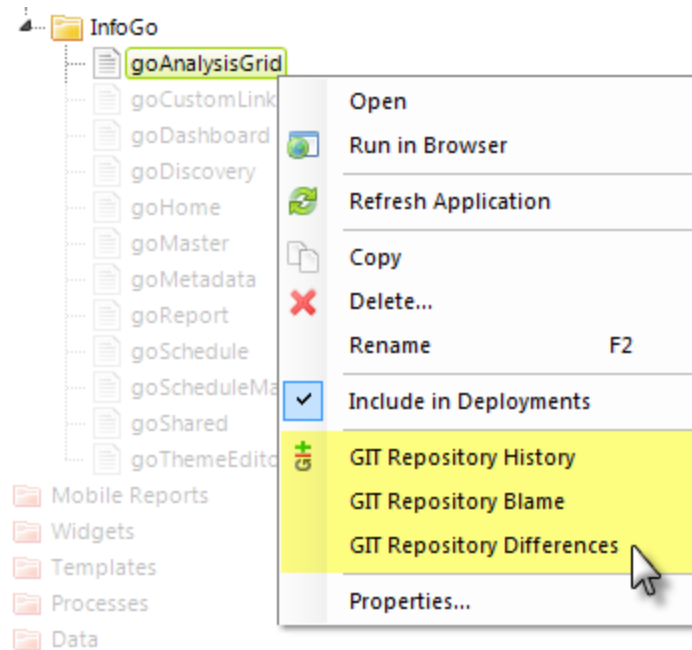 InfoGo
goAnalysisGrid
goCustomLink
goDashboard
goDiscovery
goHome
goMaster
goMetadata
goReport
goSchedule
goScheduleMa
goShared
goThemeEdito
Mobile Reports
Widgets
Templates
Processes
Data
Open
Run in Browser
Refresh Application
Copy
Delete...
Rename F2
Include in Deployments
GIT Repository History
GIT Repository Blame
GIT Repository Differences
Properties...